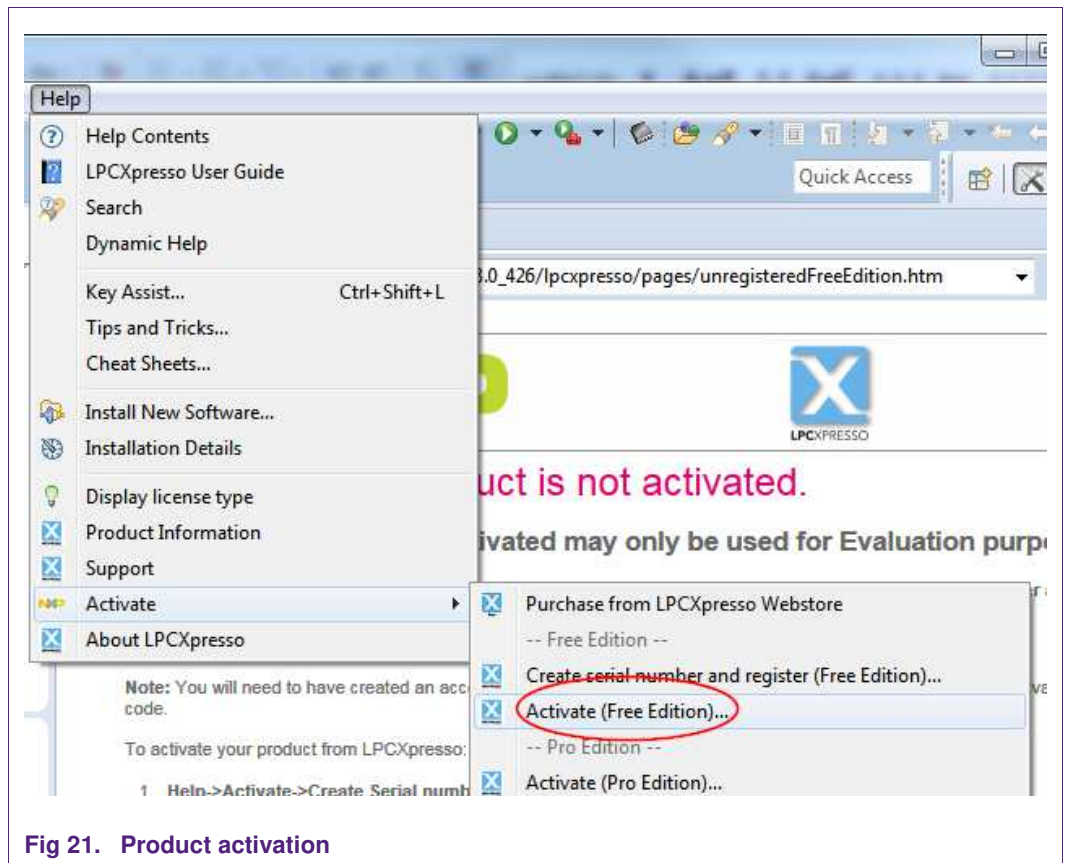 Help
Help Contents
LPCXpresso User Guide
Search
Dynamic Help
Key Assist... Ctrl+Shift+L
Tips and Tricks...
Cheat Sheets...
Install New Software...
Installation Details
Display license type
Product Information
Support
Activate
About LPCXpresso
Quick Access
3.0_426/lpcxpresso/pages/unregisteredFreeEdition.htm
LPCXPRESSO
uct is not activated.
ivated may only be used for Evaluation purp
Purchase from LPCXpresso Webstore
-- Free Edition --
Create serial number and register (Free Edition)...
Activate (Free Edition)...
-- Pro Edition --
Activate (Pro Edition)...
Note: You will need to have created an acc
code.
To activate your product from LPCXpresso:
1. Help->Activate->Create Serial numb
Fig 21. Product activation